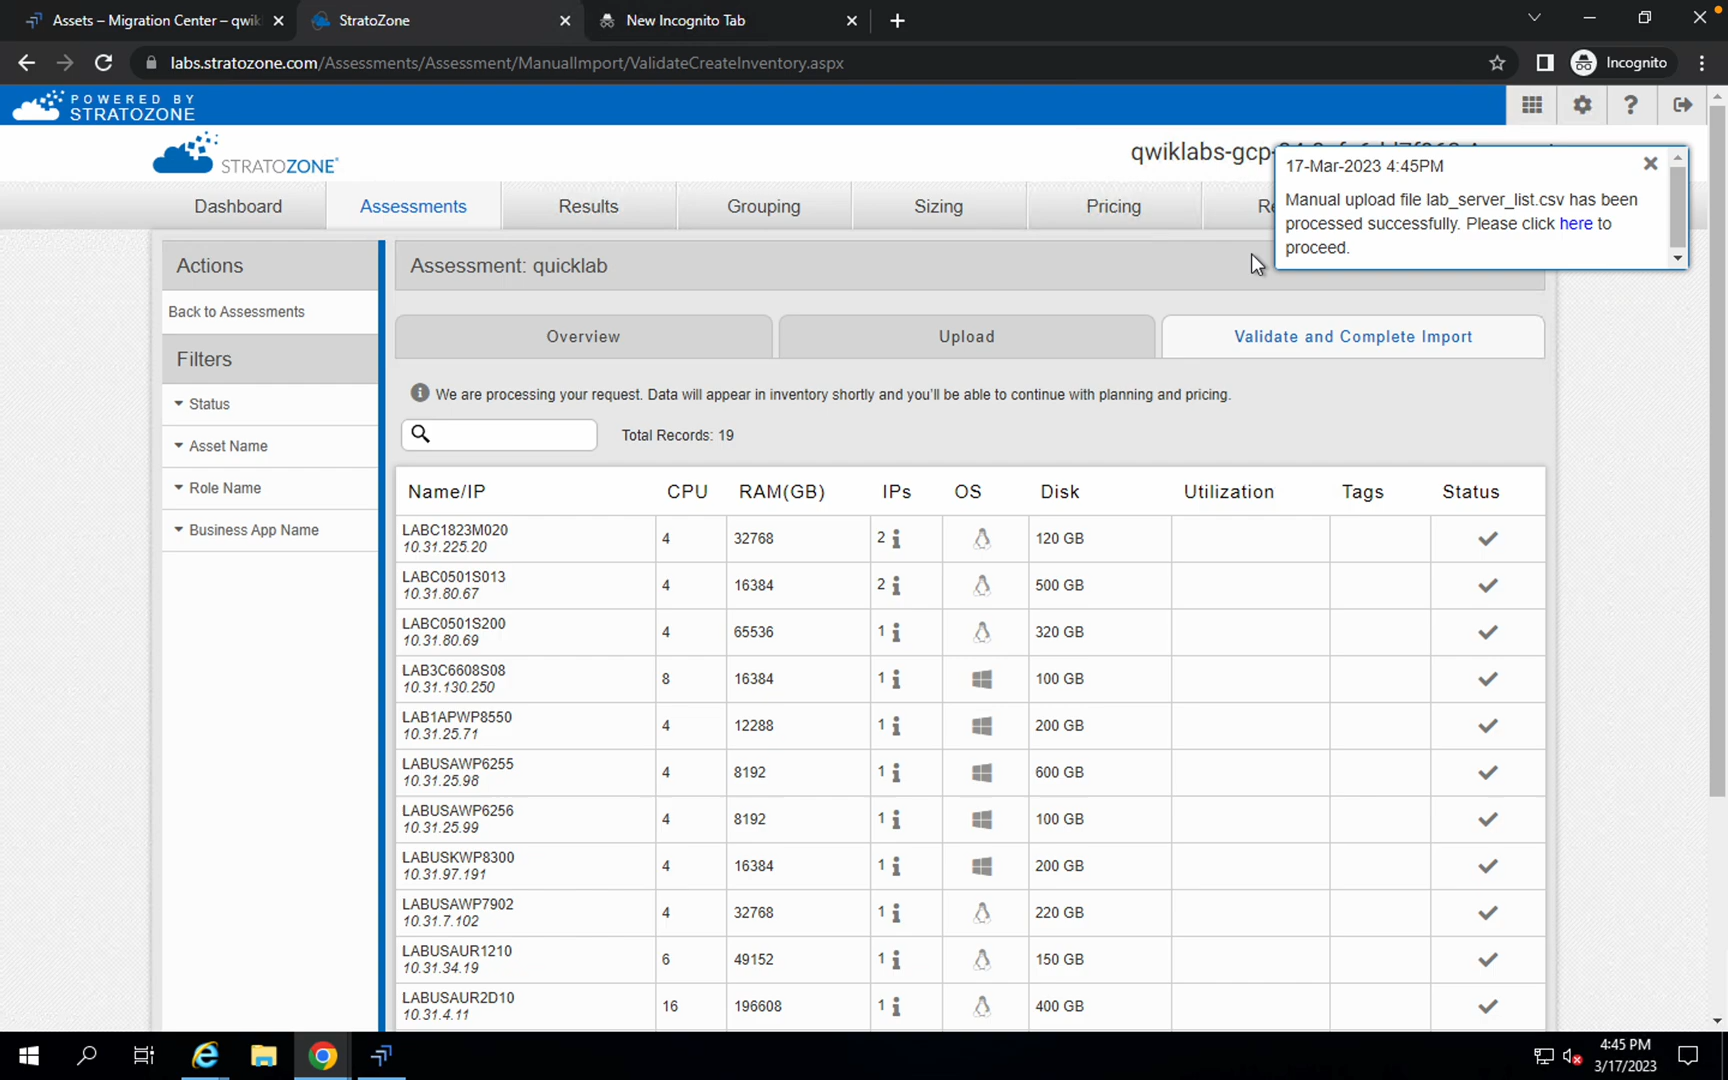 Assets – Migration Center – qwik
StratoZone
New Incognito Tab
labs.stratozone.com/Assessments/Assessment/ManualImport/ValidateCreateInventory.aspx
Incognito
POWERED BY
STRATOZONE
STRATOZONE
qwiklabs-gcp-
17-Mar-2023 4:45PM
Manual upload file lab_server_list.csv has been
processed successfully. Please click here to
proceed.
Dashboard
Assessments
Results
Grouping
Sizing
Pricing
Re
Actions
Back to Assessments
Filters
Status
Asset Name
Role Name
Business App Name
Assessment: quicklab
Overview
Upload
Validate and Complete Import
We are processing your request. Data will appear in inventory shortly and you'll be able to continue with planning and pricing.
Total Records: 19
Name/IP CPU RAM(GB) IPs OS Disk Utilization Tags Status
LABC1823M020
10.31.225.20
4 32768 2 120 GB
LABC0501S013
10.31.80.67
4 16384 2 500 GB
LABC0501S200
10.31.80.69
4 65536 1 320 GB
LAB3C6608S08
10.31.130.250
8 16384 1 100 GB
LAB1APWP8550
10.31.25.71
4 12288 1 200 GB
LABUSAWP6255
10.31.25.98
4 8192 1 600 GB
LABUSAWP6256
10.31.25.99
4 8192 1 100 GB
LABUSKWP8300
10.31.97.191
4 16384 1 200 GB
LABUSAWP7902
10.31.7.102
4 32768 1 220 GB
LABUSAUR1210
10.31.34.19
6 49152 1 150 GB
LABUSAUR2D10
10.31.4.11
16 196608 1 400 GB
4:45 PM
3/17/2023